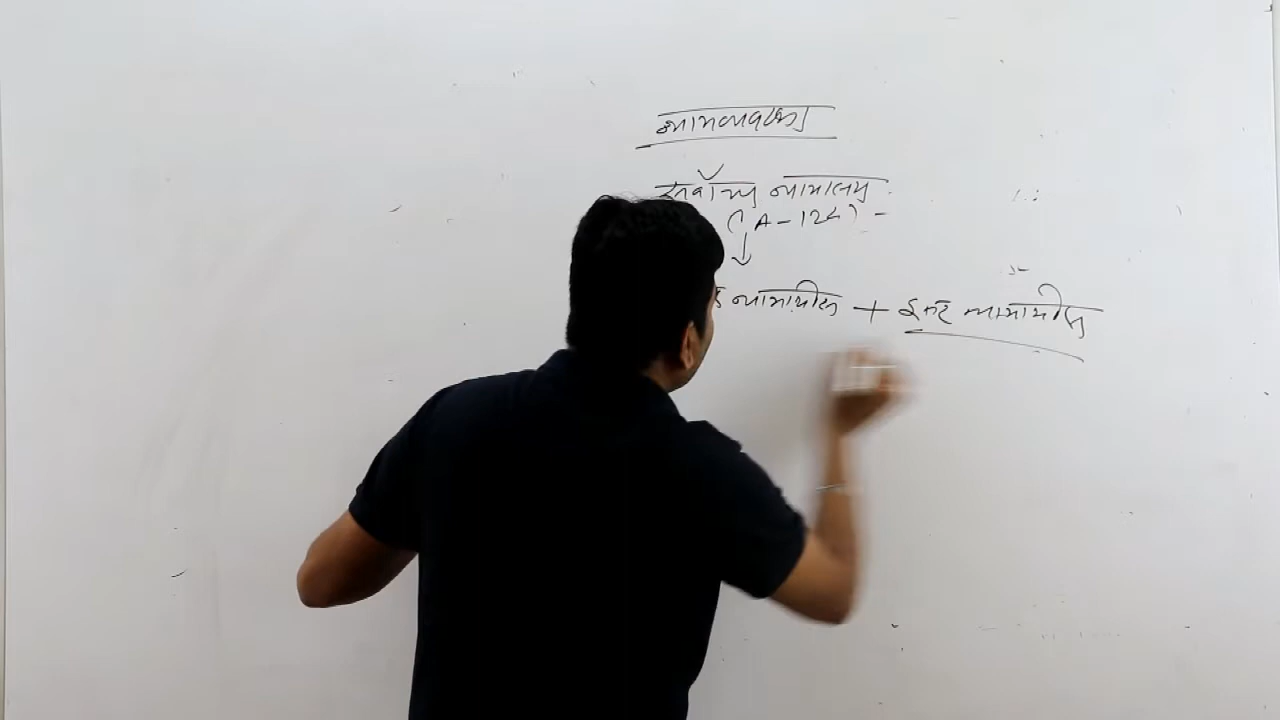 न्यायपालिका
सर्वोच्च न्यायालय
( A - 124 ) -
न्यायाधीश + इतर न्यायाधीश